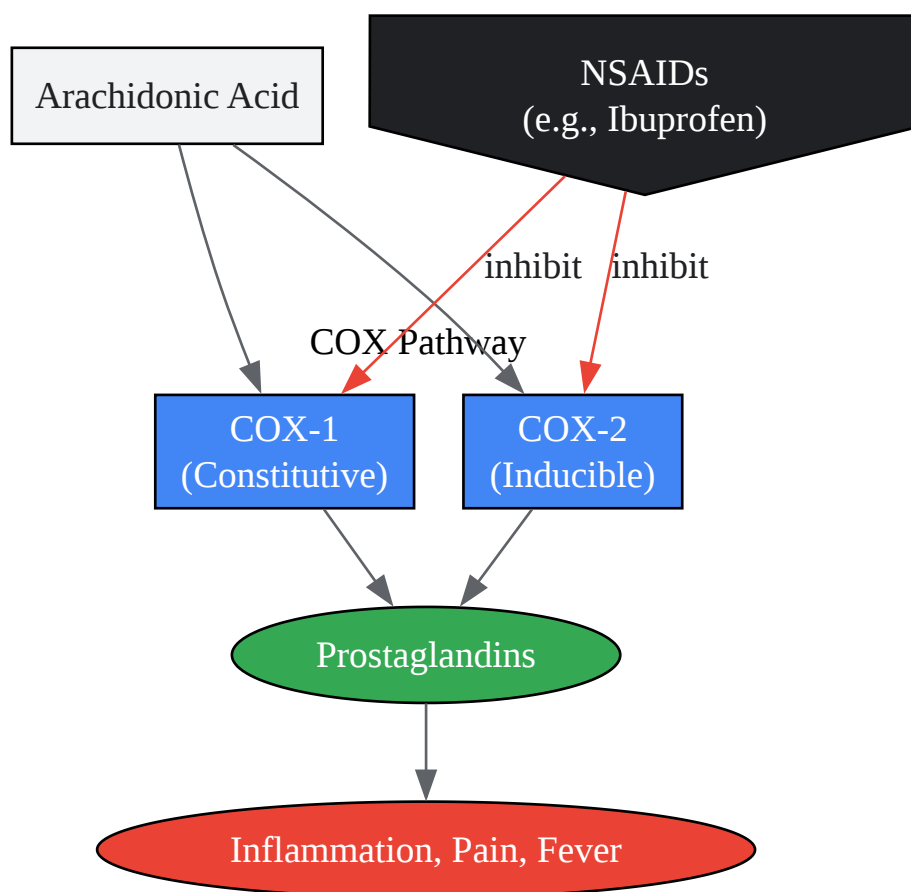 Arachidonic Acid
NSAIDs
(e.g., Ibuprofen)
inhibit
inhibit
COX Pathway
COX-1
(Constitutive)
COX-2
(Inducible)
Prostaglandins
Inflammation, Pain, Fever